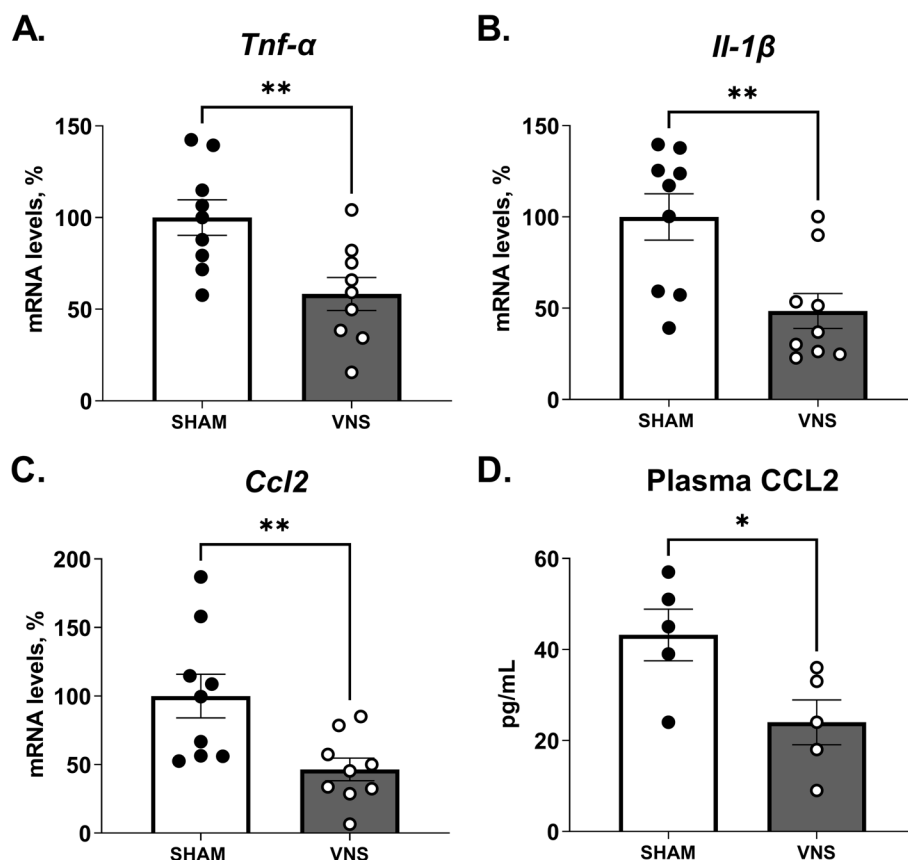 A.
Tnf-α
**
mRNA levels, %
150
100
50
0
SHAM
VNS
B.
Il-1β
**
mRNA levels, %
150
100
50
0
SHAM
VNS
C.
Ccl2
**
mRNA levels, %
200
150
100
50
0
SHAM
VNS
D.
Plasma CCL2
*
pg/mL
60
40
20
0
SHAM
VNS